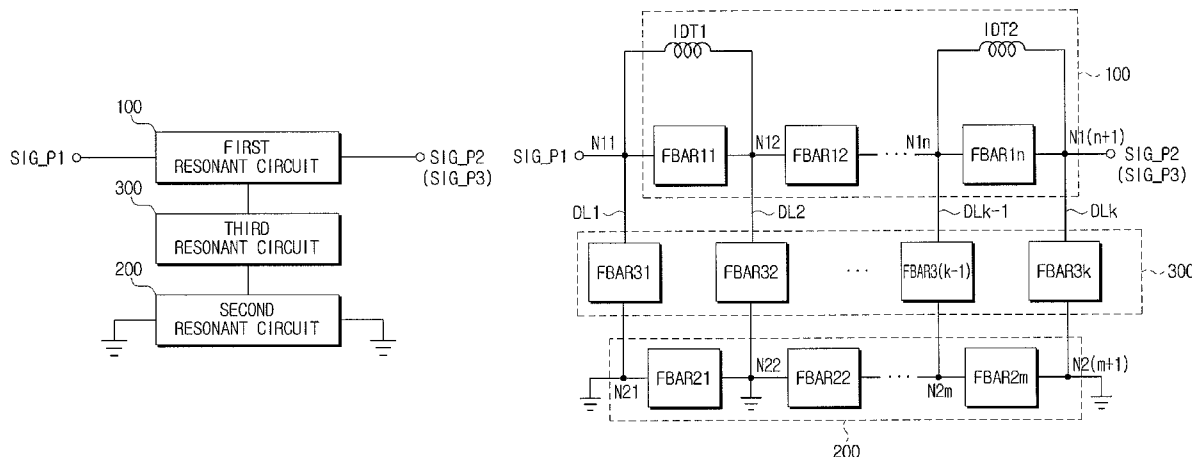 100
FIRST
RESONANT CIRCUIT
SIG_P1
SIG_P2
(SIG_P3)
300
THIRD
RESONANT CIRCUIT
200
SECOND
RESONANT CIRCUIT
IDT1
IDT2
100
N11
N12
N1n
N1(n+1)
SIG_P1
FBAR11
FBAR12
. . .
FBAR1n
SIG_P2
(SIG_P3)
DL1
DL2
DLk-1
DLk
FBAR31
FBAR32
. . .
FBAR3(k-1)
FBAR3k
300
FBAR21
N22
FBAR22
. . .
FBAR2m
N2(m+1)
N21
N2m
200